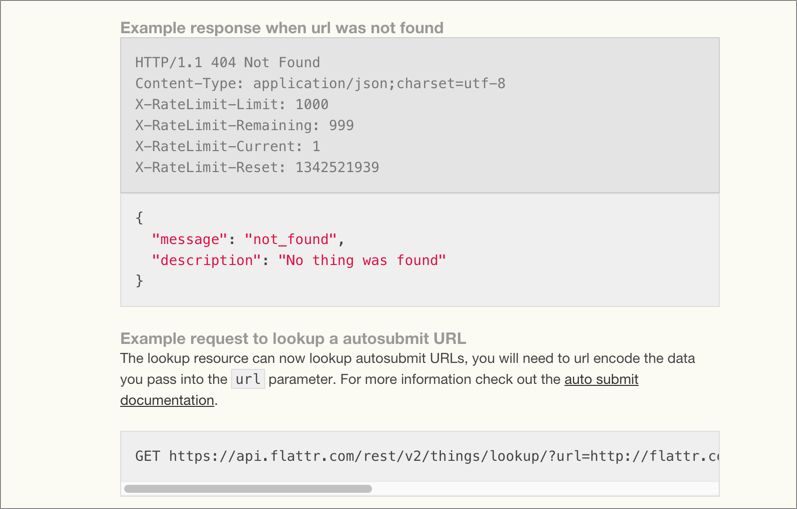 Example response when url was not found
HTTP/1.1 404 Not Found
Content-Type: application/json;charset=utf-8
X-RateLimit-Limit: 1000
X-RateLimit-Remaining: 999
X-RateLimit-Current: 1
X-RateLimit-Reset: 1342521939
{
"message": "not_found",
"description": "No thing was found"
}
Example request to lookup a autosubmit URL
The lookup resource can now lookup autosubmit URLs, you will need to url encode the data
you pass into the url parameter. For more information check out the auto submit
documentation.
GET https://api.flattr.com/rest/v2/things/lookup/?url=http://flattr.co